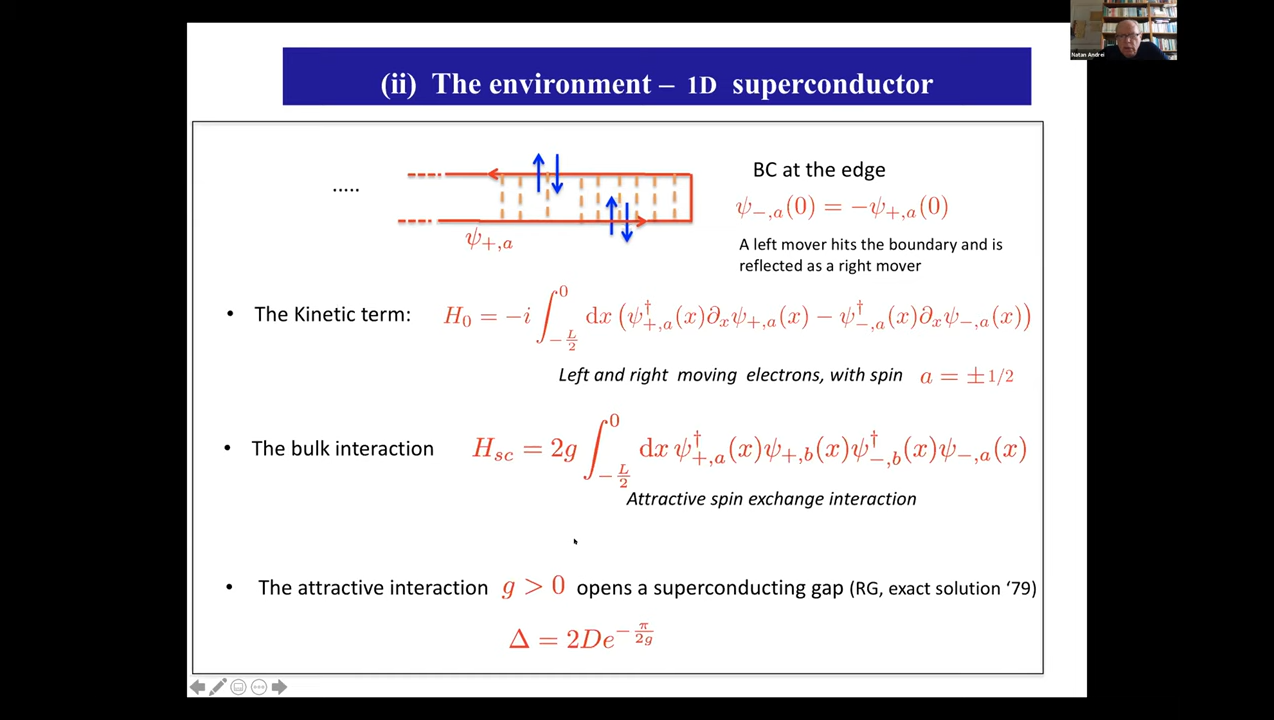 Natan Andrei
(ii) The environment – 1D superconductor
.....
BC at the edge
ψ_{-,a}(0) = −ψ_{+,a}(0)
A left mover hits the boundary and is
reflected as a right mover
ψ_{+,a}
• The Kinetic term: H_0 = −i ∫_{−L/2}^{0} dx (ψ†_{+,a}(x)∂_xψ_{+,a}(x) − ψ†_{−,a}(x)∂_xψ_{−,a}(x))
Left and right moving electrons, with spin a = ±1/2
• The bulk interaction H_{sc} = 2g ∫_{−L/2}^{0} dx ψ†_{+,a}(x)ψ_{+,b}(x)ψ†_{−,b}(x)ψ_{−,a}(x)
Attractive spin exchange interaction
• The attractive interaction g > 0 opens a superconducting gap (RG, exact solution ‘79)
Δ = 2De^{−π/2g}